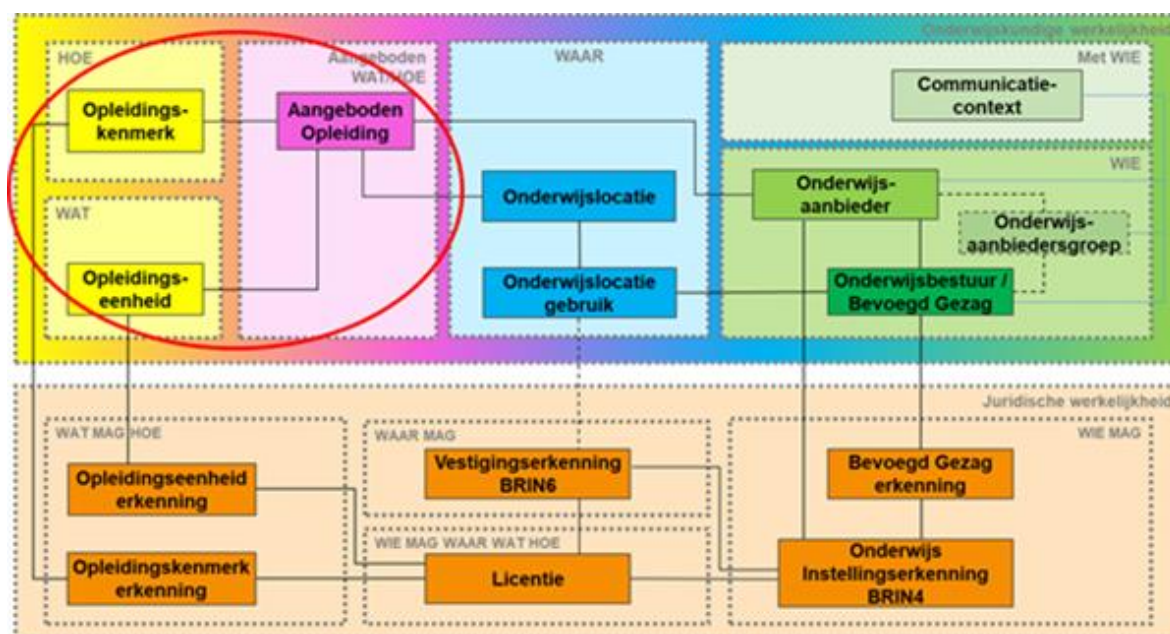 Onderwijskundige werkelijkheid
HOE
Aangeboden
WAT/HOE
WAAR
Met WIE
Opleidings-
kenmerk
Aangeboden
Opleiding
Communicatie-
context
WIE
WAT
Onderwijslocatie
Onderwijs-
aanbieder
Onderwijs-
aanbiedersgroep
Opleidings-
eenheid
Onderwijslocatie
gebruik
Onderwijsbestuur /
Bevoegd Gezag
Juridische werkelijkheid
WAT MAG HOE
WAAR MAG
WIE MAG
Opleidingseenheid
erkenning
Vestigingserkenning
BRIN6
Bevoegd Gezag
erkenning
WIE MAG WAAR WAT HOE
Opleidingskenmerk
erkenning
Licentie
Onderwijs
Instellingserkenning
BRIN4